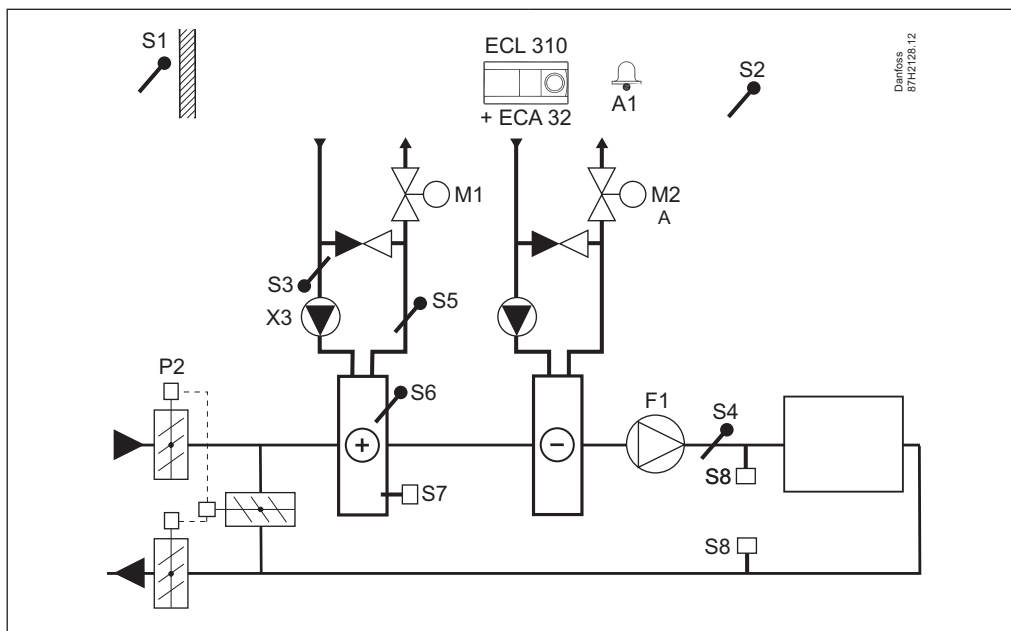 S1
ECL 310
+ ECA 32
A1
S2
Danfoss
87H2128.12
M1
M2
A
S3
S5
X3
P2
S6
F1
S4
+
−
S7
S8
S8